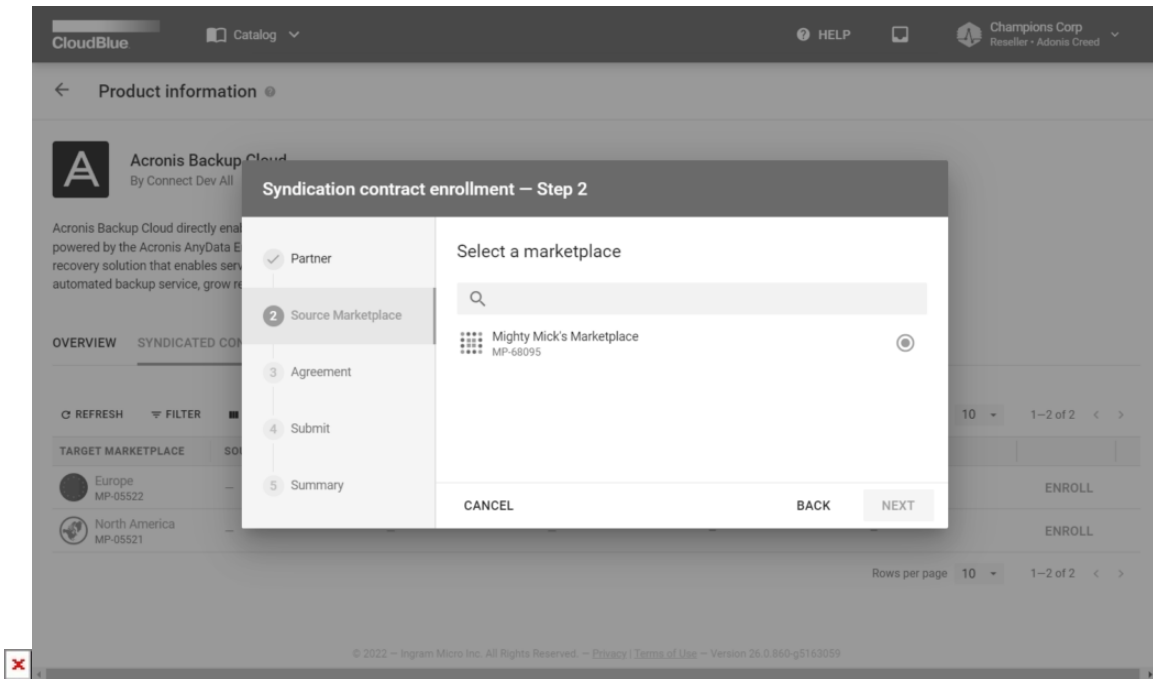 CloudBlue.
Catalog
HELP
Champions Corp
Reseller • Adonis Creed
Product information
Acronis Backup Cloud
By Connect Dev All
Acronis Backup Cloud directly
powered by the Acronis AnyData
recovery solution that enables
automated backup service, grow
OVERVIEW
SYNDICATED
Syndication contract enrollment — Step 2
Partner
2 Source Marketplace
3 Agreement
4 Submit
5 Summary
Select a marketplace
Mighty Mick's Marketplace
MP-68095
CANCEL
BACK
NEXT
REFRESH
FILTER
10
1–2 of 2
TARGET MARKETPLACE
Europe
MP-05522
—
ENROLL
North America
MP-05521
—
—
—
—
—
ENROLL
Rows per page 10
1–2 of 2
© 2022 — Ingram Micro Inc. All Rights Reserved. — Privacy | Terms of Use — Version 26.0.860-g5163059